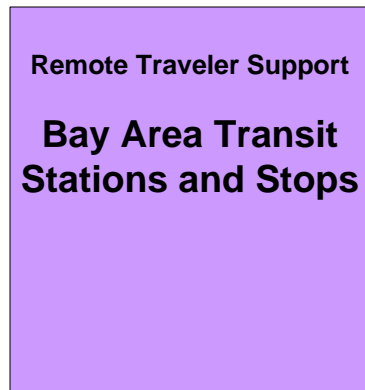 Remote Traveler Support
Bay Area Transit
Stations and Stops